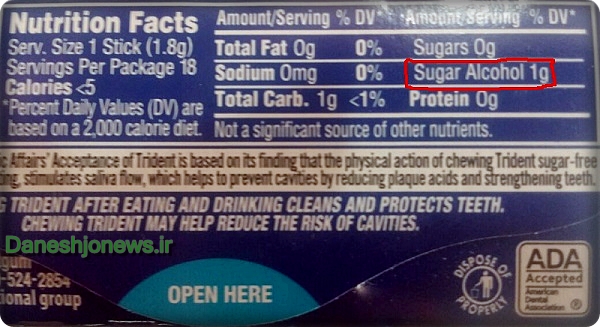 Nutrition Facts
Serv. Size 1 Stick (1.8g)
Servings Per Package 18
Calories <5
*Percent Daily Values (DV) are
based on a 2,000 calorie diet.
Amount/Serving % DV* Amount Serving % DV*
Total Fat 0g 0% Sugars 0g
Sodium 0mg 0% Sugar Alcohol 1g
Total Carb. 1g <1% Protein 0g
Not a significant source of other nutrients.
Affairs' Acceptance of Trident is based on its finding that the physical action of chewing Trident sugar-free
stimulates saliva flow, which helps to prevent cavities by reducing plaque acids and strengthening teeth.
TRIDENT AFTER EATING AND DRINKING CLEANS AND PROTECTS TEETH.
CHEWING TRIDENT MAY HELP REDUCE THE RISK OF CAVITIES.
Daneshjonews.ir
gum
-524-2854
group
OPEN HERE
DISPOSE OF
PROPERLY
ADA
Accepted
American
Dental
Association